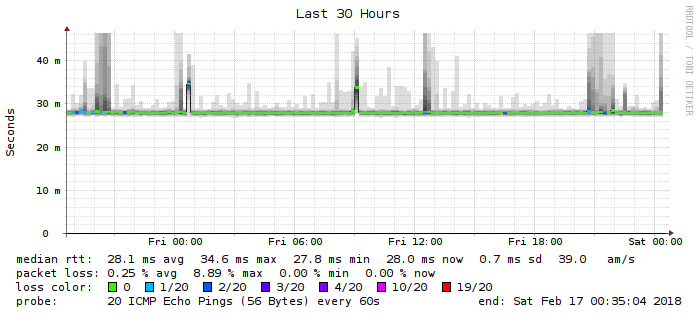 Last 30 Hours
RRDTOOL / TOBI OETIKER
Seconds
40 m
30 m
20 m
10 m
0
Fri 00:00 Fri 06:00 Fri 12:00 Fri 18:00 Sat 00:00
median rtt: 28.1 ms avg 34.6 ms max 27.8 ms min 28.0 ms now 0.7 ms sd 39.0 am/s
packet loss: 0.25 % avg 8.89 % max 0.00 % min 0.00 % now
loss color: 0 1/20 2/20 3/20 4/20 10/20 19/20
probe: 20 ICMP Echo Pings (56 Bytes) every 60s end: Sat Feb 17 00:35:04 2018